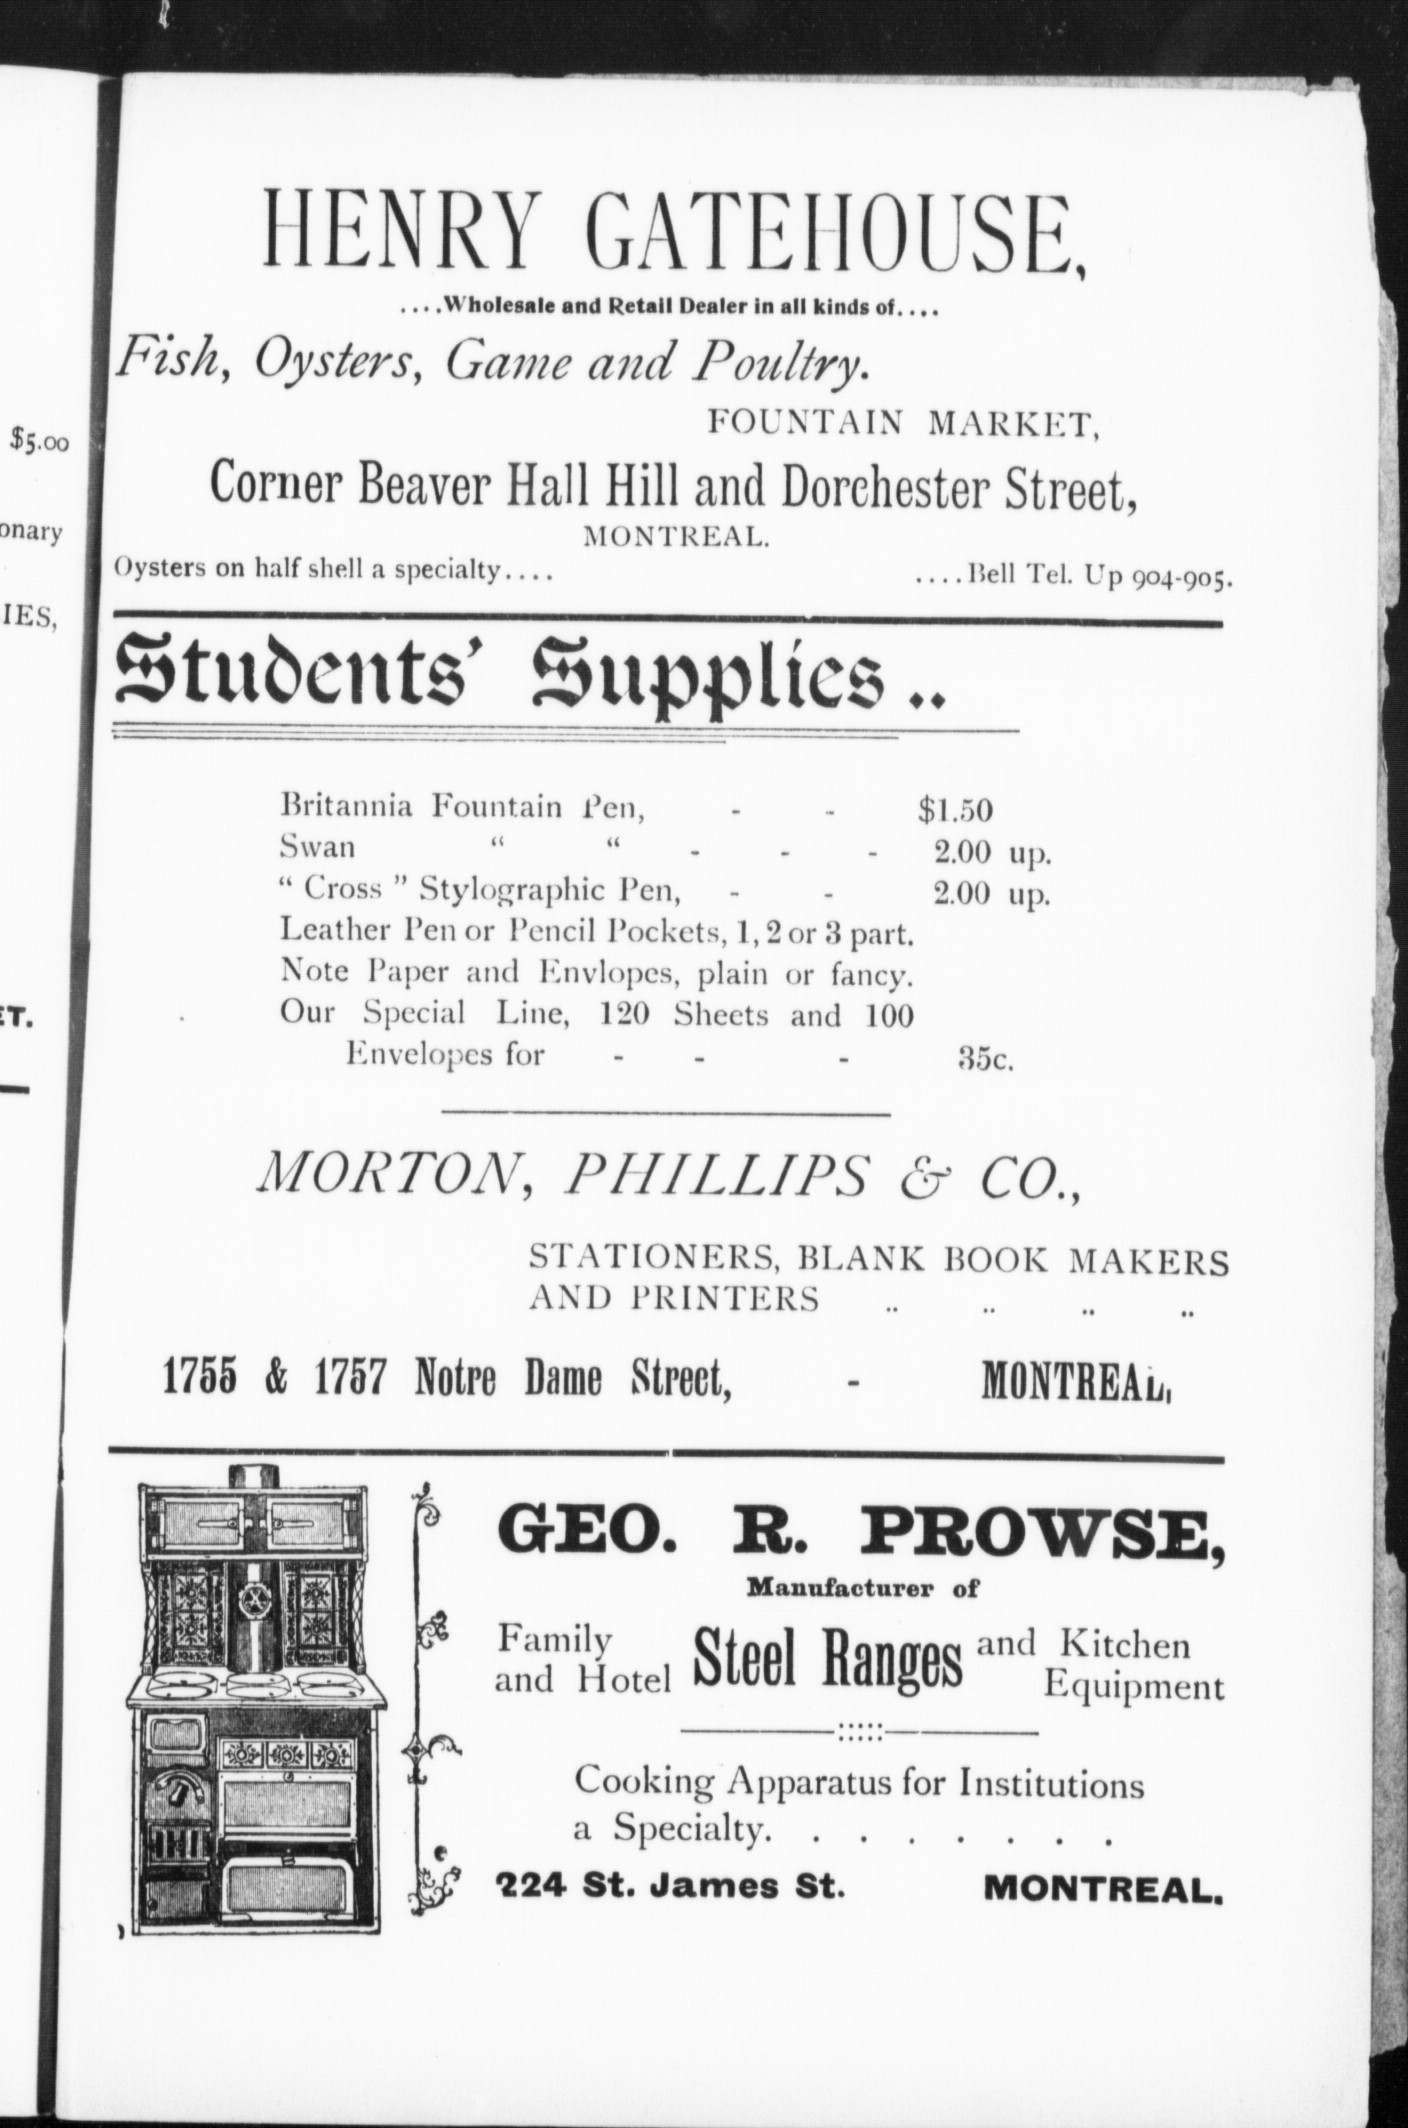 $5.00
onary
IES,
ET.
HENRY GATEHOUSE,
....Wholesale and Retail Dealer in all kinds of....
Fish, Oysters, Game and Poultry.
FOUNTAIN MARKET,
Corner Beaver Hall Hill and Dorchester Street,
MONTREAL.
Oysters on half shell a specialty.... ....Bell Tel. Up 904-905.
Students' Supplies..
Britannia Fountain Pen, - - $1.50
Swan " " - - - 2.00 up.
" Cross " Stylographic Pen, - - 2.00 up.
Leather Pen or Pencil Pockets, 1, 2 or 3 part.
Note Paper and Envlopes, plain or fancy.
Our Special Line, 120 Sheets and 100
Envelopes for - - - 35c.
MORTON, PHILLIPS & CO.,
STATIONERS, BLANK BOOK MAKERS
AND PRINTERS .. .. .. ..
1755 & 1757 Notre Dame Street, - MONTREAL,
GEO. R. PROWSE,
Manufacturer of
Family and Hotel Steel Ranges and Kitchen Equipment
Cooking Apparatus for Institutions
a Specialty. . . . . . . .
224 St. James St. MONTREAL.